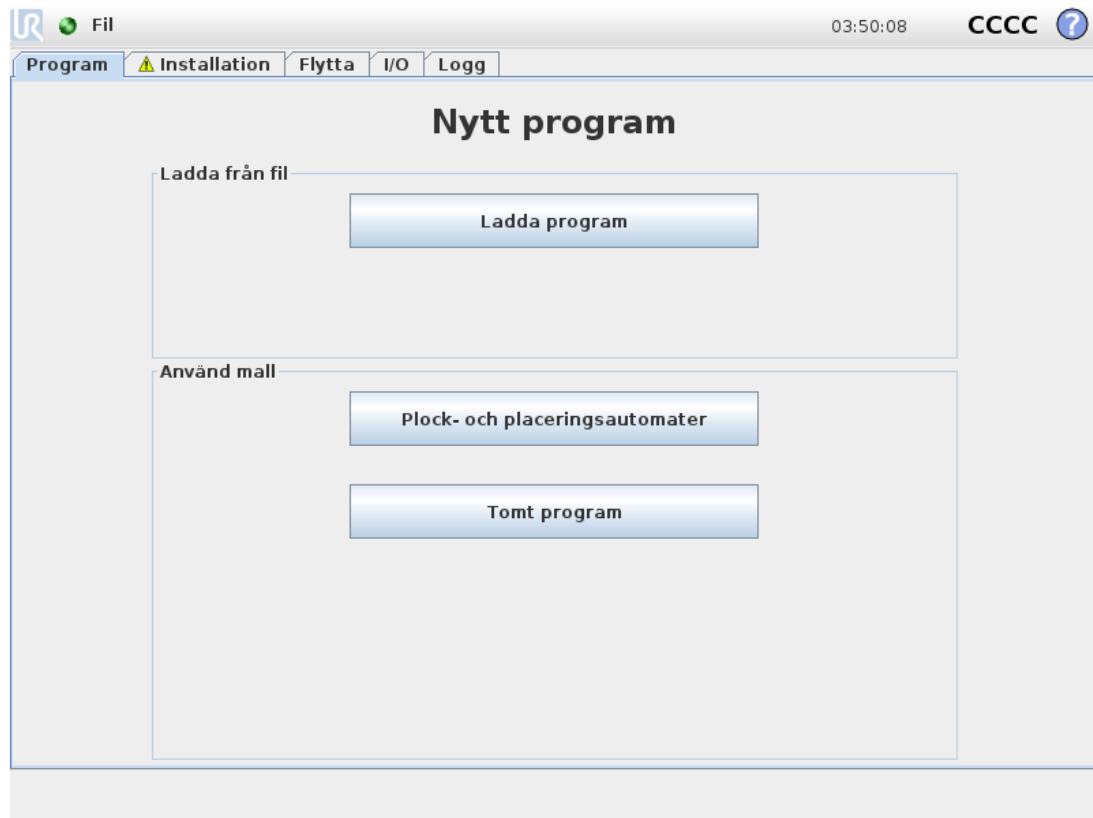 UR Fil 03:50:08 CCCC ?
Program Installation Flytta I/O Logg
Nytt program
Ladda från fil
Ladda program
Använd mall
Plock- och placeringsautomater
Tomt program